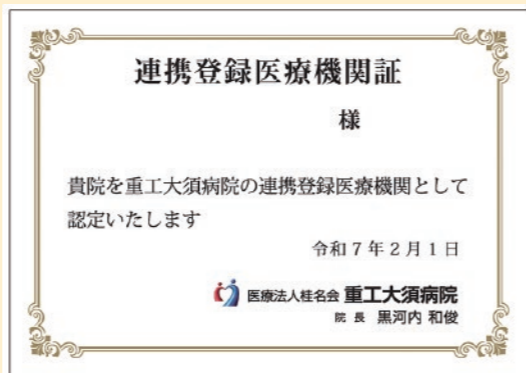 連携登録医療機関証
様
貴院を重工大須病院の連携登録医療機関として
認定いたします
令和7年2月1日
医療法人桂名会 重工大須病院
院長 黒河内 和俊